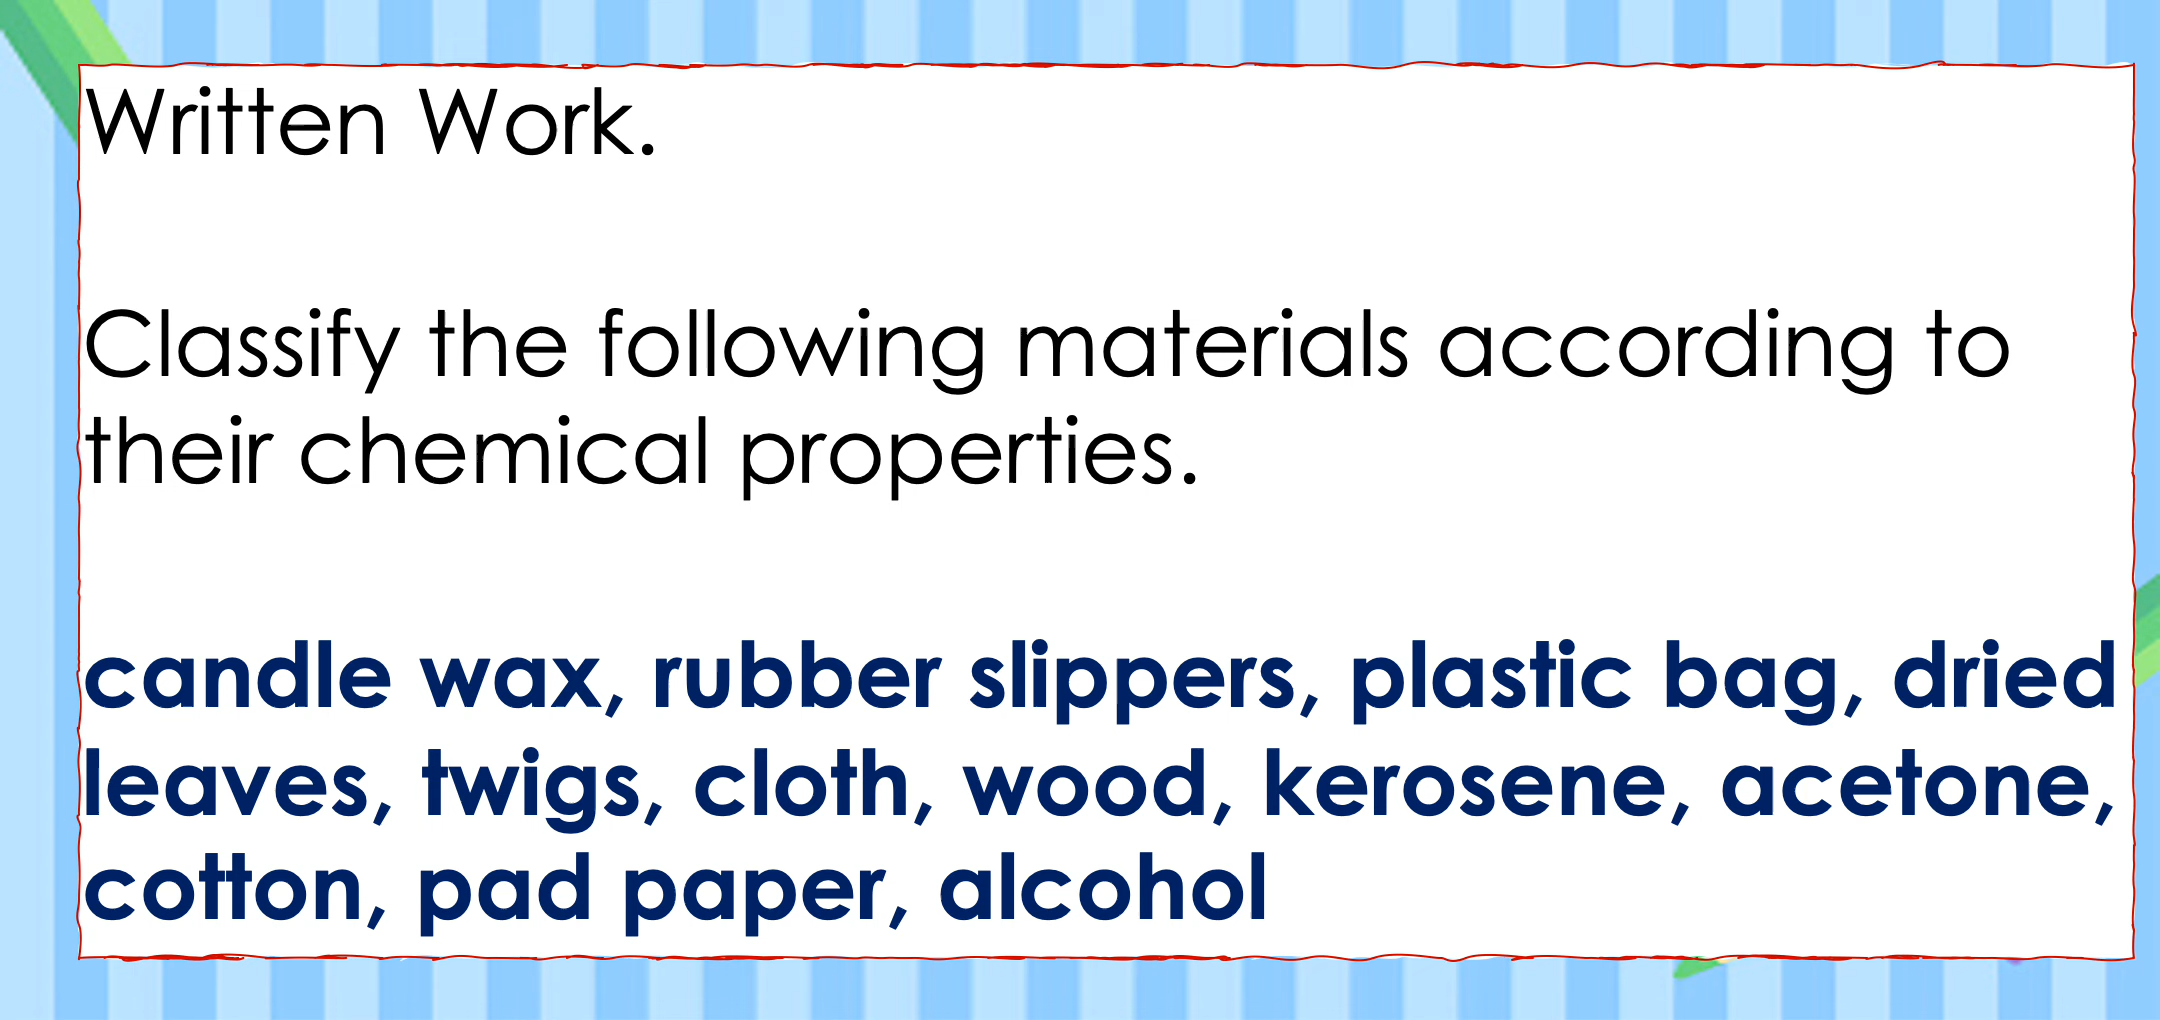 Written Work.
Classify the following materials according to
their chemical properties.
candle wax, rubber slippers, plastic bag, dried
leaves, twigs, cloth, wood, kerosene, acetone,
cotton, pad paper, alcohol